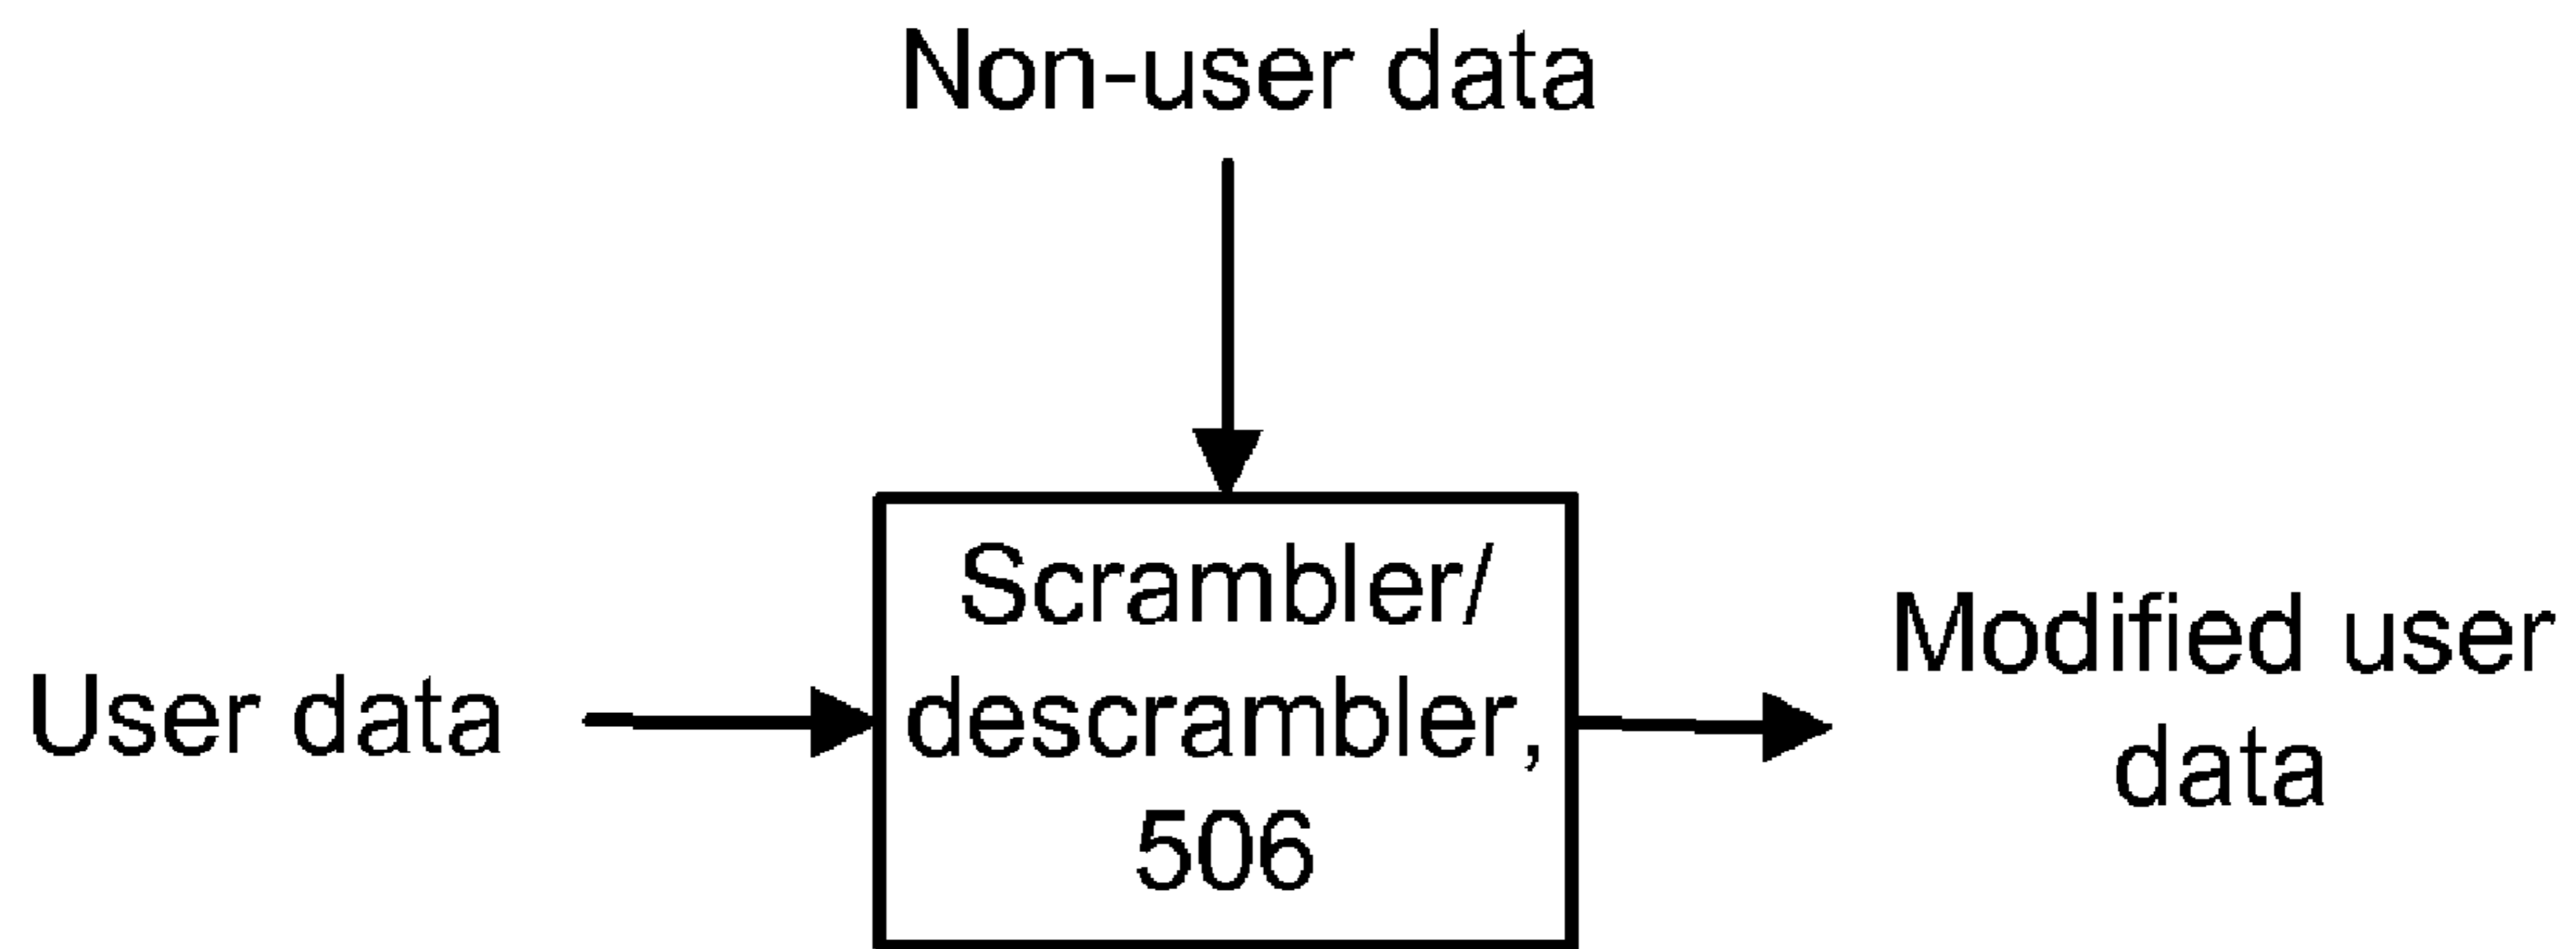 Non-user data
Scrambler/
descrambler,
506
User data
Modified user
data